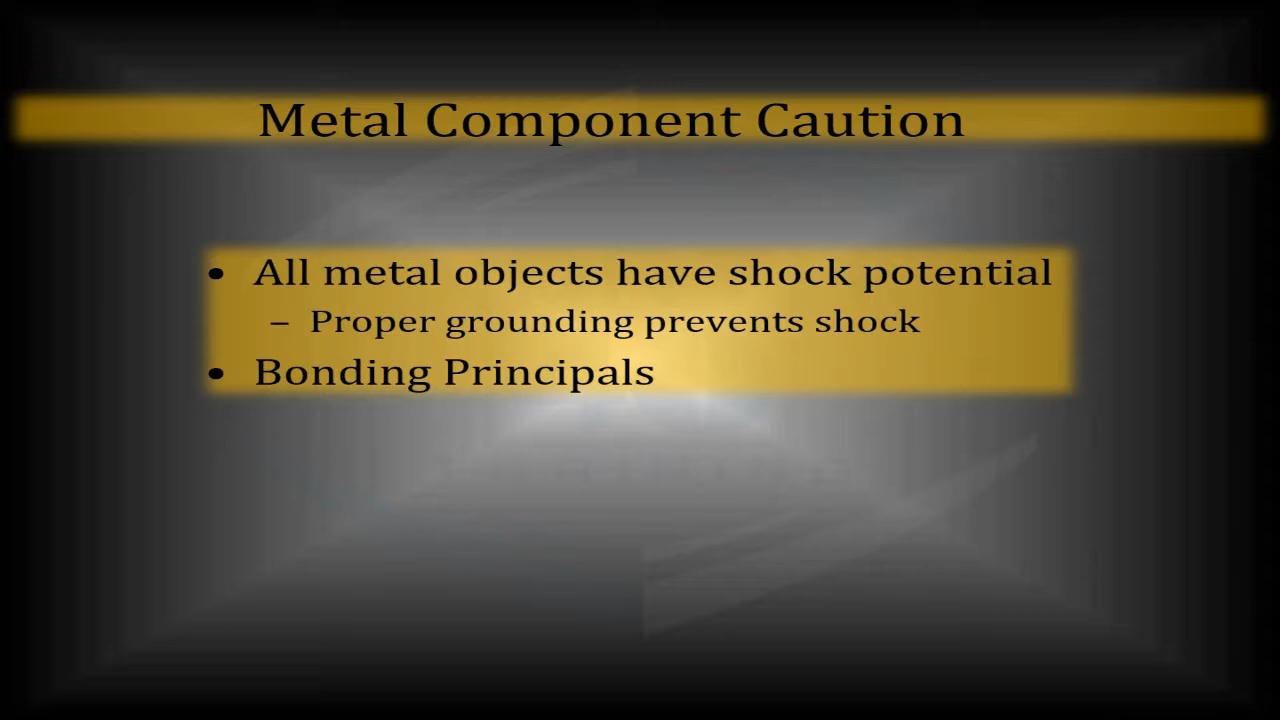 Metal Component Caution
• All metal objects have shock potential
– Proper grounding prevents shock
• Bonding Principals